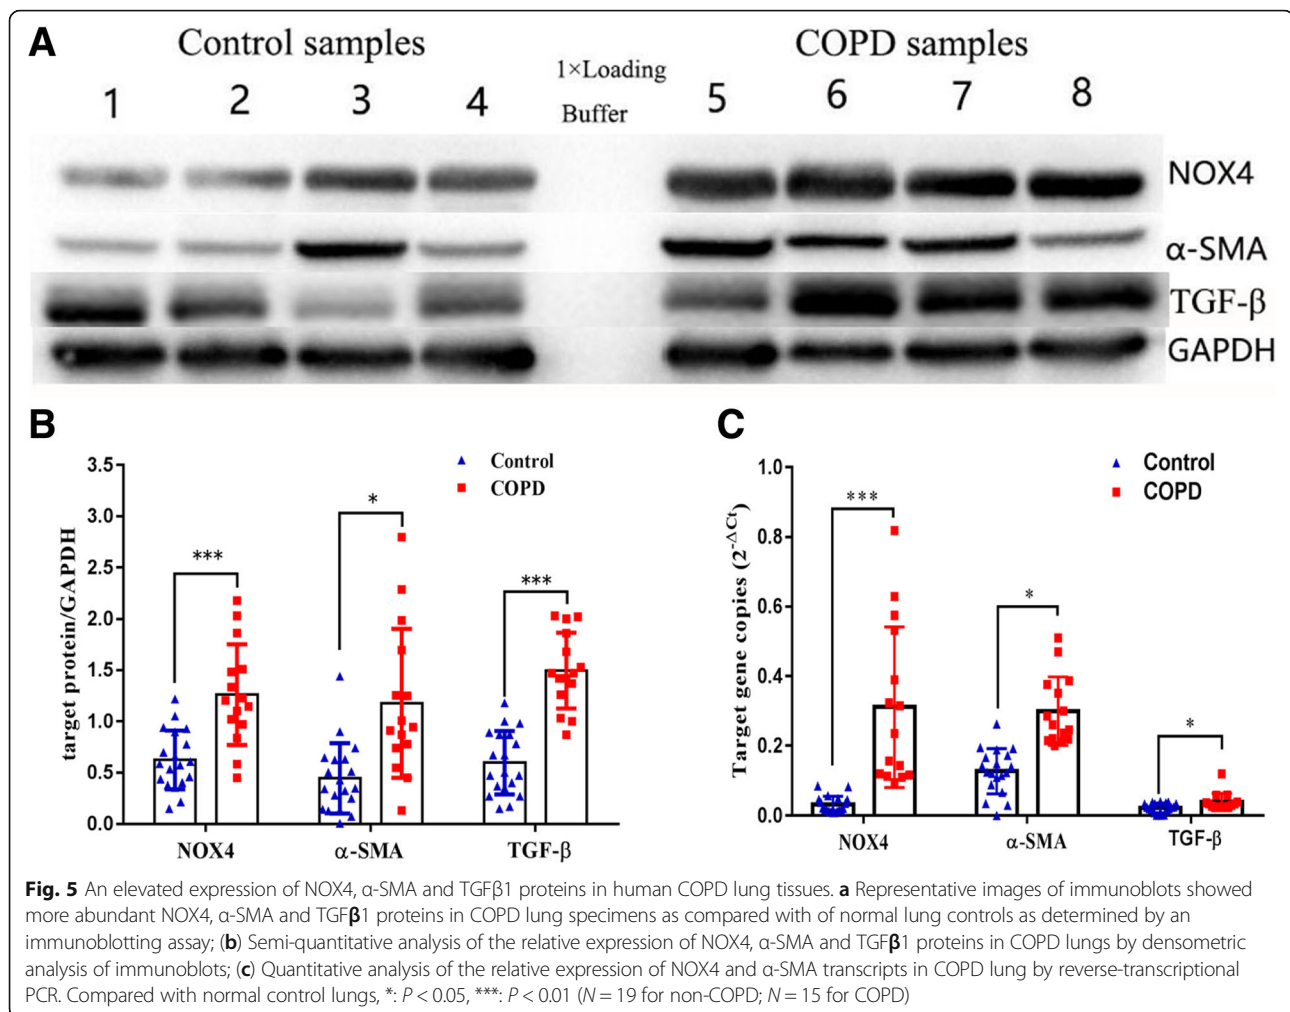 A
Control samples
COPD samples
1×Loading
Buffer
1 2 3 4 5 6 7 8
NOX4
α-SMA
TGF-β
GAPDH
B
target protein/GAPDH
3.5
3.0
2.5
2.0
1.5
1.0
0.5
0.0
Control
COPD
***
*
***
NOX4 α-SMA TGF-β
C
Target gene copies (2^-ΔCt)
1.0
0.8
0.6
0.4
0.2
0.0
Control
COPD
***
*
*
NOX4 α-SMA TGF-β
Fig. 5 An elevated expression of NOX4, α-SMA and TGFβ1 proteins in human COPD lung tissues. a Representative images of immunoblots showed
more abundant NOX4, α-SMA and TGFβ1 proteins in COPD lung specimens as compared with of normal lung controls as determined by an
immunoblotting assay; (b) Semi-quantitative analysis of the relative expression of NOX4, α-SMA and TGFβ1 proteins in COPD lungs by densometric
analysis of immunoblots; (c) Quantitative analysis of the relative expression of NOX4 and α-SMA transcripts in COPD lung by reverse-transcriptional
PCR. Compared with normal control lungs, *: P < 0.05, ***: P < 0.01 (N = 19 for non-COPD; N = 15 for COPD)